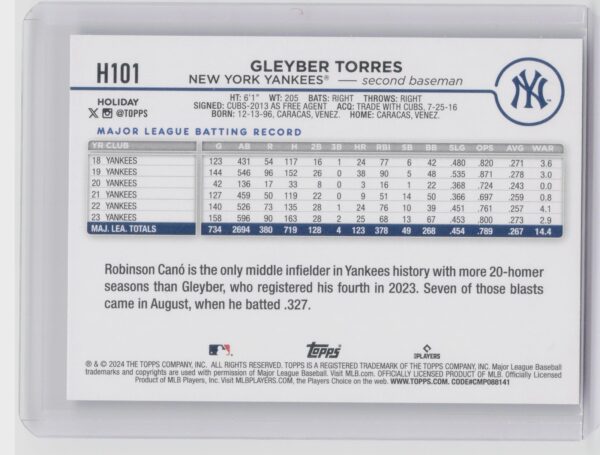 H101
GLEYBER TORRES
NEW YORK YANKEES® — second baseman
NY
HOLIDAY
@TOPPS
HT: 6'1" WT: 205 BATS: RIGHT THROWS: RIGHT
SIGNED: CUBS-2013 AS FREE AGENT ACQ: TRADE WITH CUBS, 7-25-16
BORN: 12-13-96, CARACAS, VENEZ. HOME: CARACAS, VENEZ.
MAJOR LEAGUE BATTING RECORD
YR CLUB G AB R H 2B 3B HR RBI SB BB SLG OPS AVG WAR
18 YANKEES 123 431 54 117 16 1 24 77 6 42 .480 .820 .271 3.6
19 YANKEES 144 546 96 152 26 0 38 90 5 48 .535 .871 .278 3.0
20 YANKEES 42 136 17 33 8 0 3 16 1 22 .368 .724 .243 0.0
21 YANKEES 127 459 50 119 22 0 9 51 14 50 .366 .697 .259 0.8
22 YANKEES 140 526 73 135 28 1 24 76 10 39 .451 .761 .257 4.1
23 YANKEES 158 596 90 163 28 2 25 68 13 67 .453 .800 .273 2.9
MAJ. LEA. TOTALS 734 2694 380 719 128 4 123 378 49 268 .454 .789 .267 14.4
Robinson Canó is the only middle infielder in Yankees history with more 20-homer
seasons than Gleyber, who registered his fourth in 2023. Seven of those blasts
came in August, when he batted .327.
Topps
PLAYERS
® & © 2024 THE TOPPS COMPANY, INC. ALL RIGHTS RESERVED. TOPPS IS A REGISTERED TRADEMARK OF THE TOPPS COMPANY, INC. Major League Baseball
trademarks and copyrights are used with permission of Major League Baseball. OFFICIALLY LICENSED PRODUCT OF MLB. Officially Licensed
Product of MLB Players, Inc. Visit MLBPLAYERS.COM, the Players Choice on the web. WWW.TOPPS.COM. CODE#CMP088141